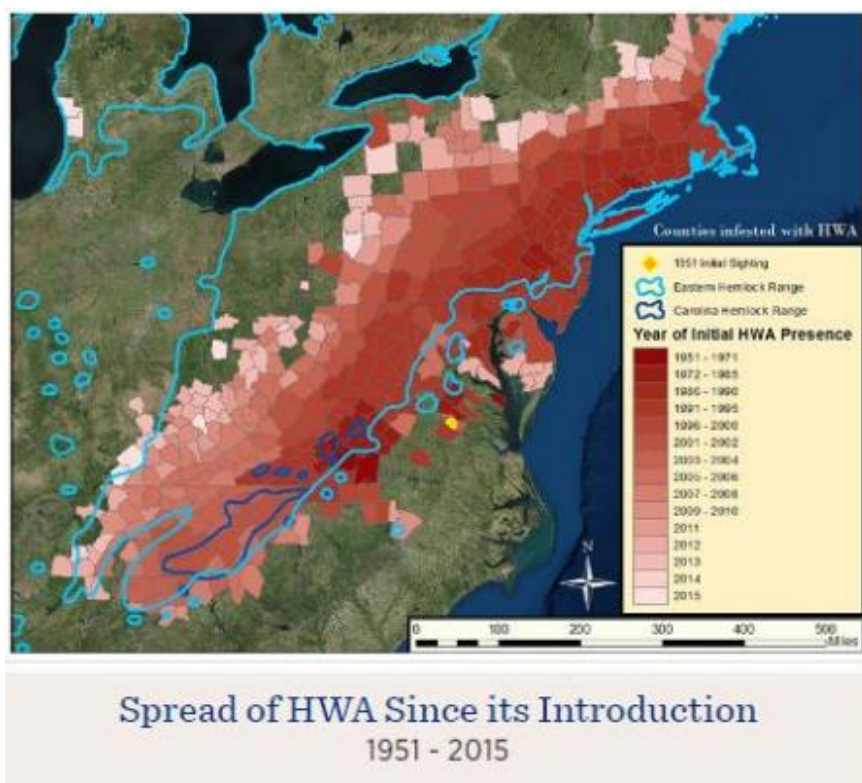 Counties infested with HWA
1951 Initial Sighting
Eastern Hemlock Range
Carolina Hemlock Range
Year of Initial HWA Presence
1951 - 1971
1972 - 1985
1986 - 1990
1991 - 1995
1996 - 2000
2001 - 2002
2003 - 2004
2005 - 2006
2007 - 2008
2009 - 2010
2011
2012
2013
2014
2015
N
0 100 200 300 400 500
Miles
Spread of HWA Since its Introduction
1951 - 2015